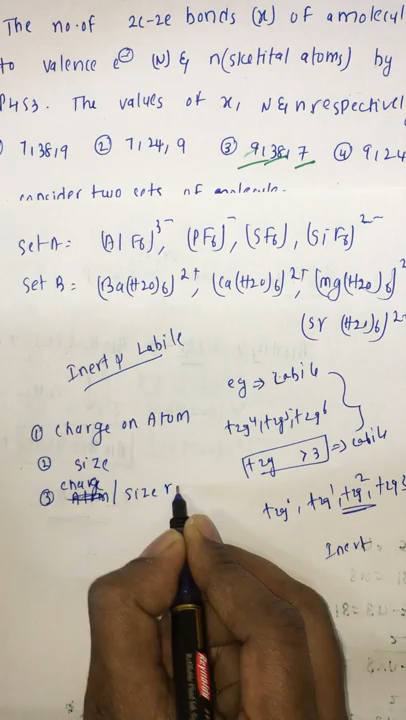 The no. of 2c-2e bonds (x) of a molecul
to valence e⊖ (N) & n(skeletal atoms) by
P4S3. The values of x, N & n respectivel
7,38,9 ② 7,24,9 ③ 9,38,7 ④ 9,24
consider two sets of molecule.
Set A: (AlF6)3-, (PF6)-, (SF6), (SiF6)2-
Set B: (Ba(H2O)6)2+, (Ca(H2O)6)2+, (mg(H2O)6)2
(Sr (H2O)6)2+
Inert & Labile
① charge on Atom
② size
③ charge / size r
eg ⇒ Labile
t2g4, t2g5, t2g6
t2g >3 ⇒ Labile
t2g0, t2g1, t2g2, t2g3
Inert
Reynolds